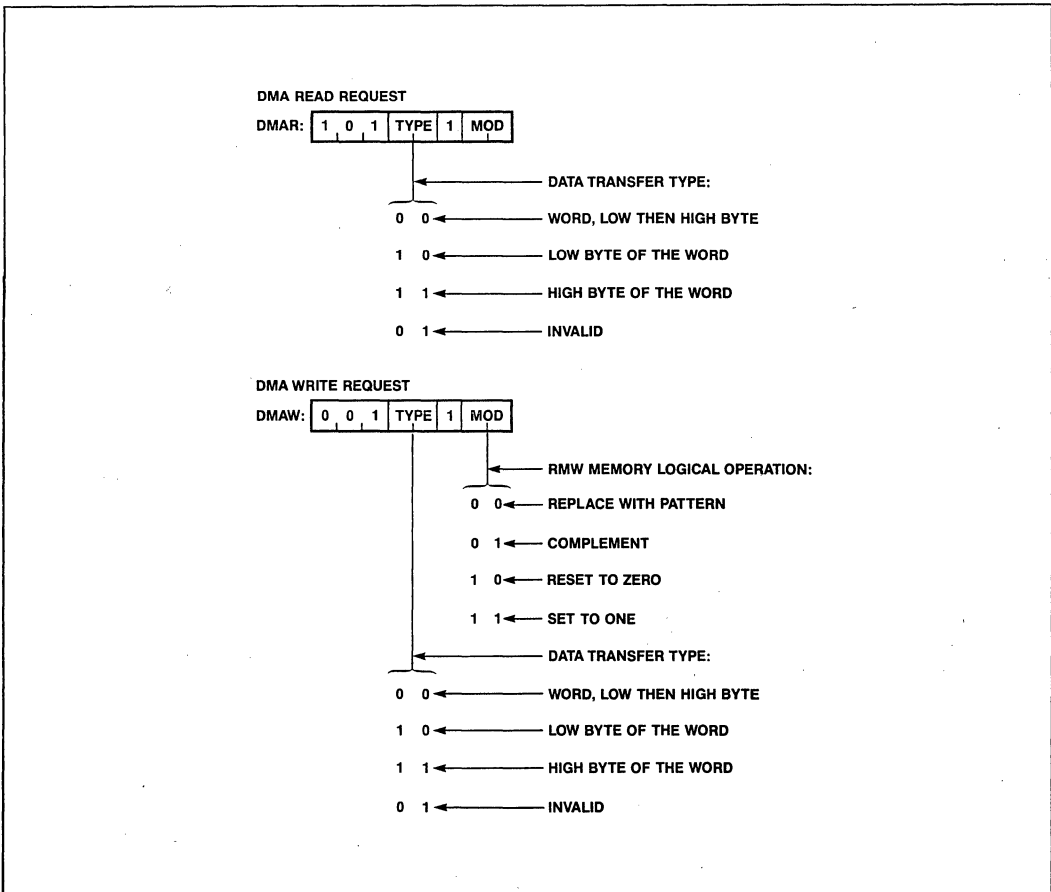 DMA READ REQUEST
DMAR: 1 0 1 TYPE 1 MOD
DATA TRANSFER TYPE:
0 0 WORD, LOW THEN HIGH BYTE
1 0 LOW BYTE OF THE WORD
1 1 HIGH BYTE OF THE WORD
0 1 INVALID
DMA WRITE REQUEST
DMAW: 0 0 1 TYPE 1 MOD
RMW MEMORY LOGICAL OPERATION:
0 0 REPLACE WITH PATTERN
0 1 COMPLEMENT
1 0 RESET TO ZERO
1 1 SET TO ONE
DATA TRANSFER TYPE:
0 0 WORD, LOW THEN HIGH BYTE
1 0 LOW BYTE OF THE WORD
1 1 HIGH BYTE OF THE WORD
0 1 INVALID